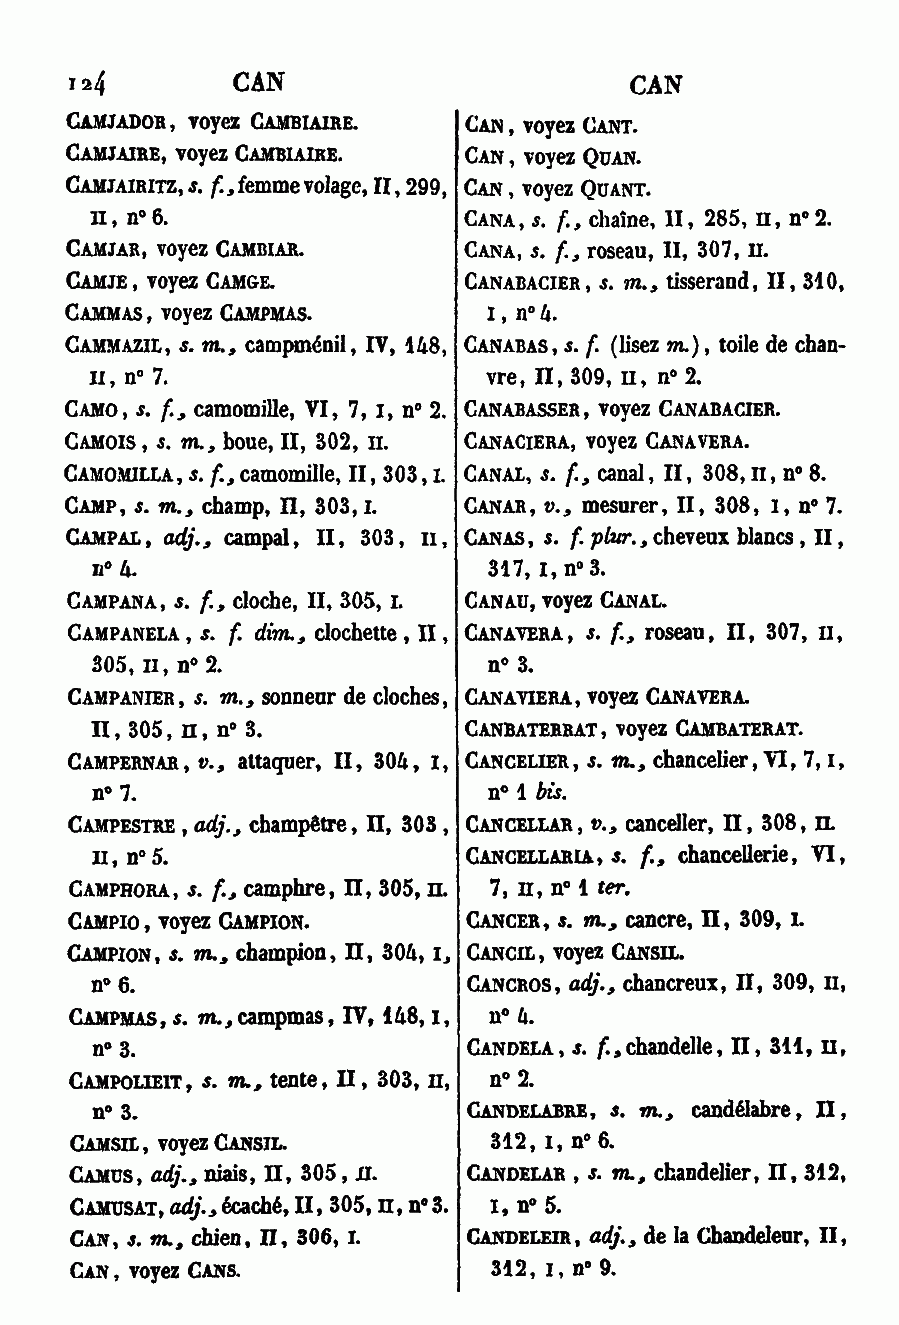 124 CAN CAN
CAMJADOR, voyez CAMBIAIRE.
CAMJAIRE, voyez CAMBIAIRE.
CAMJAIRITZ, s. f., femme volage, II, 299,
II, n° 6.
CAMJAR, voyez CAMBIAR.
CAMJE, voyez CAMGE.
CAMMAS, voyez CAMPMAS.
CAMMAZIL, s. m., campménil, IV, 148,
II, n° 7.
CAMO, s. f., camomille, VI, 7, I, n° 2.
CAMOIS, s. m., boue, II, 302, II.
CAMOMILLA, s. f., camomille, II, 303, I.
CAMP, s. m., champ, II, 303, I.
CAMPAL, adj., campal, II, 303, II,
n° 4.
CAMPANA, s. f., cloche, II, 305, I.
CAMPANELA, s. f. dim., clochette, II,
305, II, n° 2.
CAMPANIER, s. m., sonneur de cloches,
II, 305, II, n° 3.
CAMPERNAR, v., attaquer, II, 304, I,
n° 7.
CAMPESTRE, adj., champêtre, II, 303,
II, n° 5.
CAMPHORA, s. f., camphre, II, 305, II.
CAMPIO, voyez CAMPION.
CAMPION, s. m., champion, II, 304, I,
n° 6.
CAMPMAS, s. m., campmas, IV, 148, I,
n° 3.
CAMPOLIEIT, s. m., tente, II, 303, II,
n° 3.
CAMSIL, voyez CANSIL.
CAMUS, adj., niais, II, 305, II.
CAMUSAT, adj., écaché, II, 305, II, n° 3.
CAN, s. m., chien, II, 306, I.
CAN, voyez CANS.
CAN, voyez CANT.
CAN, voyez QUAN.
CAN, voyez QUANT.
CANA, s. f., chaîne, II, 285, II, n° 2.
CANA, s. f., roseau, II, 307, II.
CANABACIER, s. m., tisserand, II, 310,
I, n° 4.
CANABAS, s. f. (lisez m.), toile de chan-
vre, II, 309, II, n° 2.
CANABASSER, voyez CANABACIER.
CANACIERA, voyez CANAVERA.
CANAL, s. f., canal, II, 308, II, n° 8.
CANAR, v., mesurer, II, 308, I, n° 7.
CANAS, s. f. plur., cheveux blancs, II,
317, I, n° 3.
CANAU, voyez CANAL.
CANAVERA, s. f., roseau, II, 307, II,
n° 3.
CANAVIERA, voyez CANAVERA.
CANBATERRAT, voyez CAMBATERAT.
CANCELIER, s. m., chancelier, VI, 7, I,
n° 1 bis.
CANCELLAR, v., canceller, II, 308, II.
CANCELLARIA, s. f., chancellerie, VI,
7, II, n° 1 ter.
CANCER, s. m., cancre, II, 309, I.
CANCIL, voyez CANSIL.
CANCROS, adj., chancreux, II, 309, II,
n° 4.
CANDELA, s. f., chandelle, II, 311, II,
n° 2.
CANDELABRE, s. m., candélabre, II,
312, I, n° 6.
CANDELAR, s. m., chandelier, II, 312,
I, n° 5.
CANDELEIR, adj., de la Chandeleur, II,
312, I, n° 9.